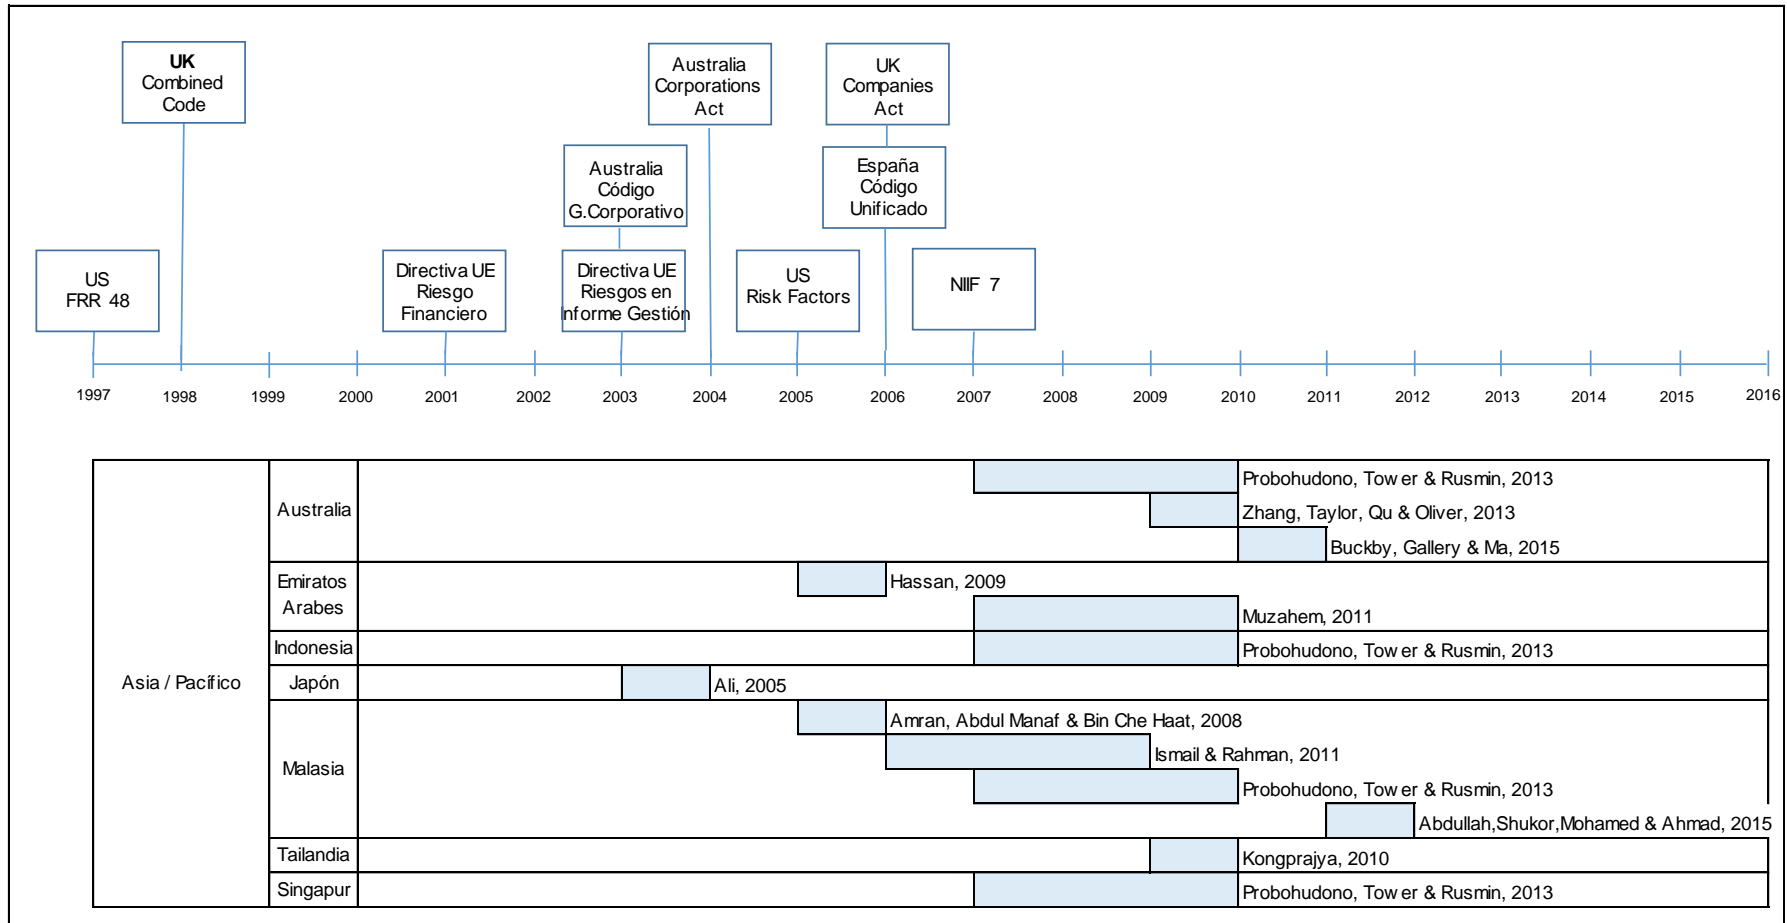 UK
Combined
Code
Australia
Corporations
Act
UK
Companies
Act
Australia
Código
G.Corporativo
España
Código
Unificado
US
FRR 48
Directiva UE
Riesgo
Financiero
Directiva UE
Riesgos en
Informe Gestión
US
Risk Factors
NIIF 7
1997 1998 1999 2000 2001 2002 2003 2004 2005 2006 2007 2008 2009 2010 2011 2012 2013 2014 2015 2016
Asia / Pacífico
Australia
Probohudono, Tower & Rusmin, 2013
Zhang, Taylor, Qu & Oliver, 2013
Buckby, Gallery & Ma, 2015
Emiratos
Arabes
Hassan, 2009
Muzahem, 2011
Indonesia
Probohudono, Tower & Rusmin, 2013
Japón
Ali, 2005
Malasia
Amran, Abdul Manaf & Bin Che Haat, 2008
Ismail & Rahman, 2011
Probohudono, Tower & Rusmin, 2013
Abdullah,Shukor,Mohamed & Ahmad, 2015
Tailandia
Kongprajya, 2010
Singapur
Probohudono, Tower & Rusmin, 2013